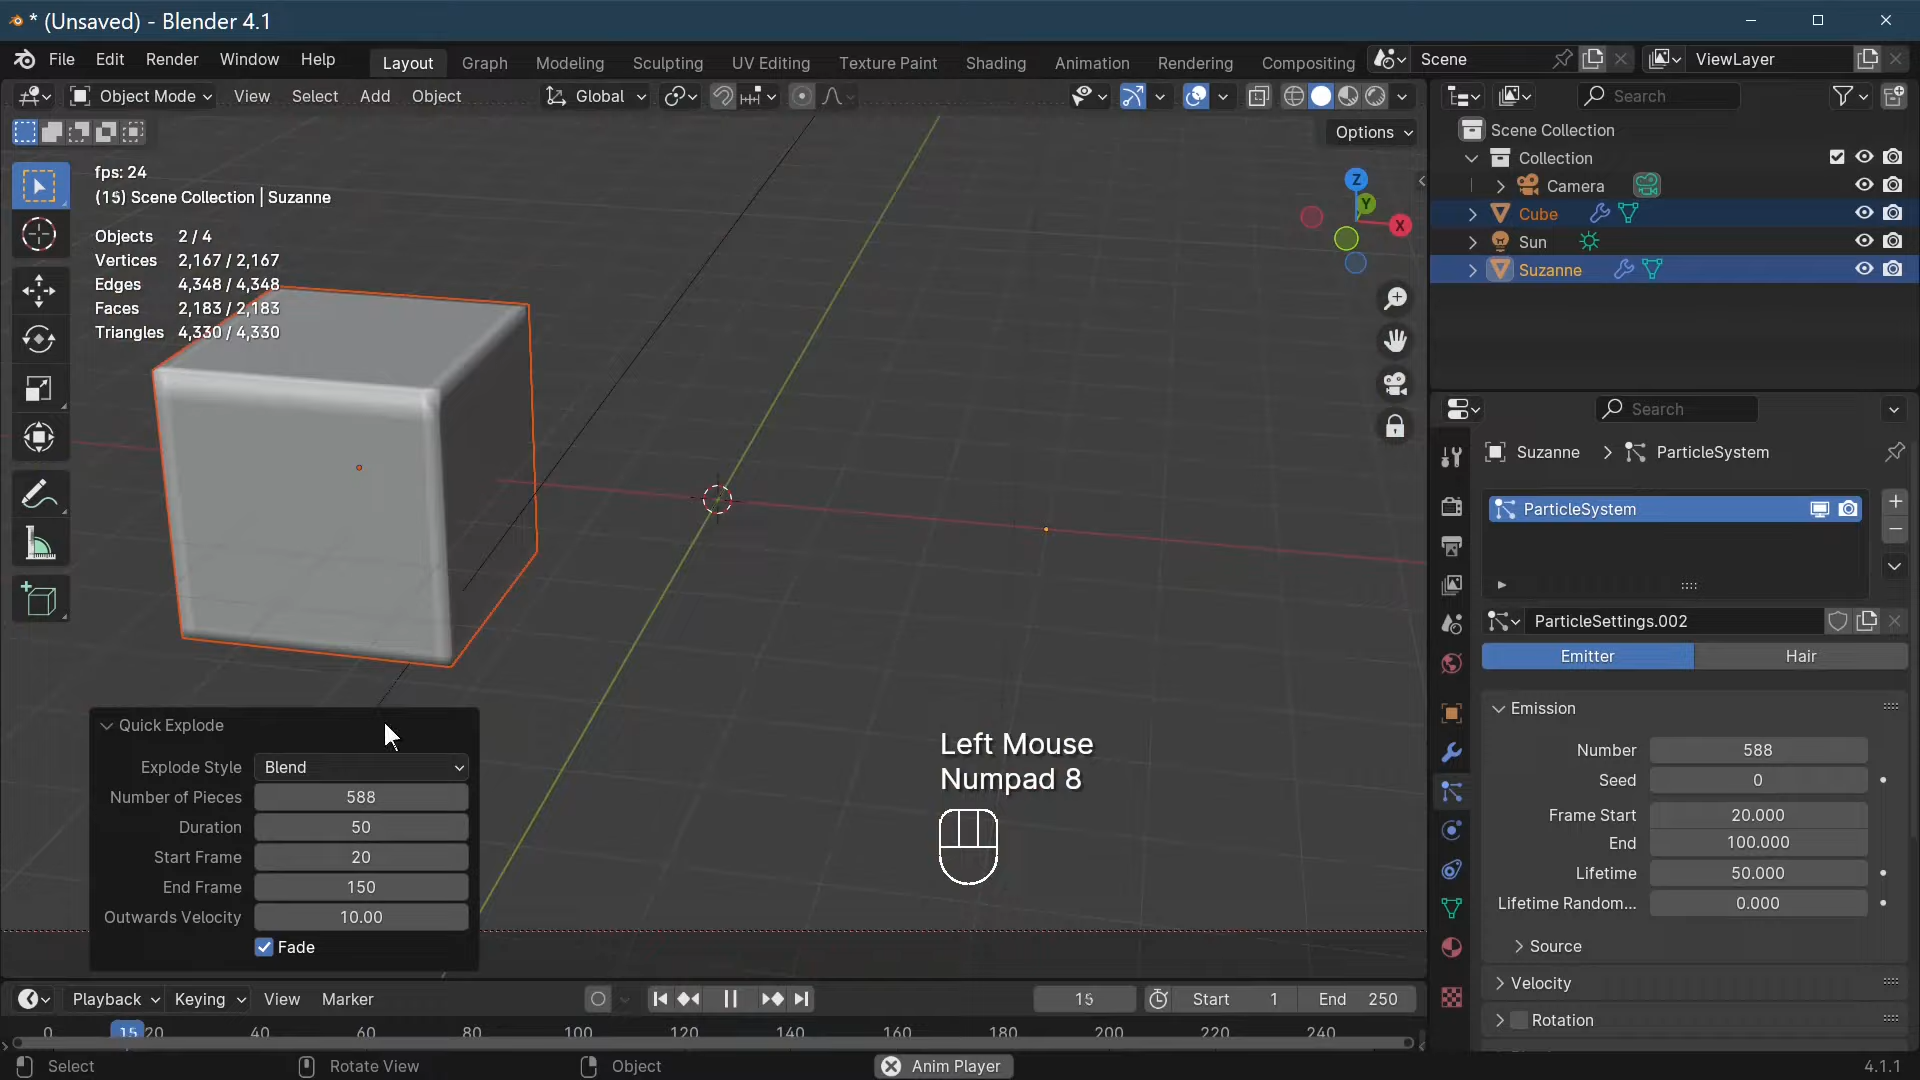 * (Unsaved) - Blender 4.1
File Edit Render Window Help Layout Graph Modeling Sculpting UV Editing Texture Paint Shading Animation Rendering Compositing Scene ViewLayer
Object Mode View Select Add Object Global Search
Options
Scene Collection
Collection
Camera
Cube
Sun
Suzanne
fps: 24
(15) Scene Collection | Suzanne
Objects 2 / 4
Vertices 2,167 / 2,167
Edges 4,348 / 4,348
Faces 2,183 / 2,183
Triangles 4,330 / 4,330
Z
Y
X
Search
Suzanne ParticleSystem
ParticleSystem
ParticleSettings.002
Emitter Hair
Emission
Number 588
Seed 0
Frame Start 20.000
End 100.000
Lifetime 50.000
Lifetime Random... 0.000
Source
Velocity
Rotation
Left Mouse
Numpad 8
Quick Explode
Explode Style Blend
Number of Pieces 588
Duration 50
Start Frame 20
End Frame 150
Outwards Velocity 10.00
Fade
Playback Keying View Marker 15 Start 1 End 250
0 15 20 40 60 80 100 120 140 160 180 200 220 240
Select Rotate View Object Anim Player 4.1.1